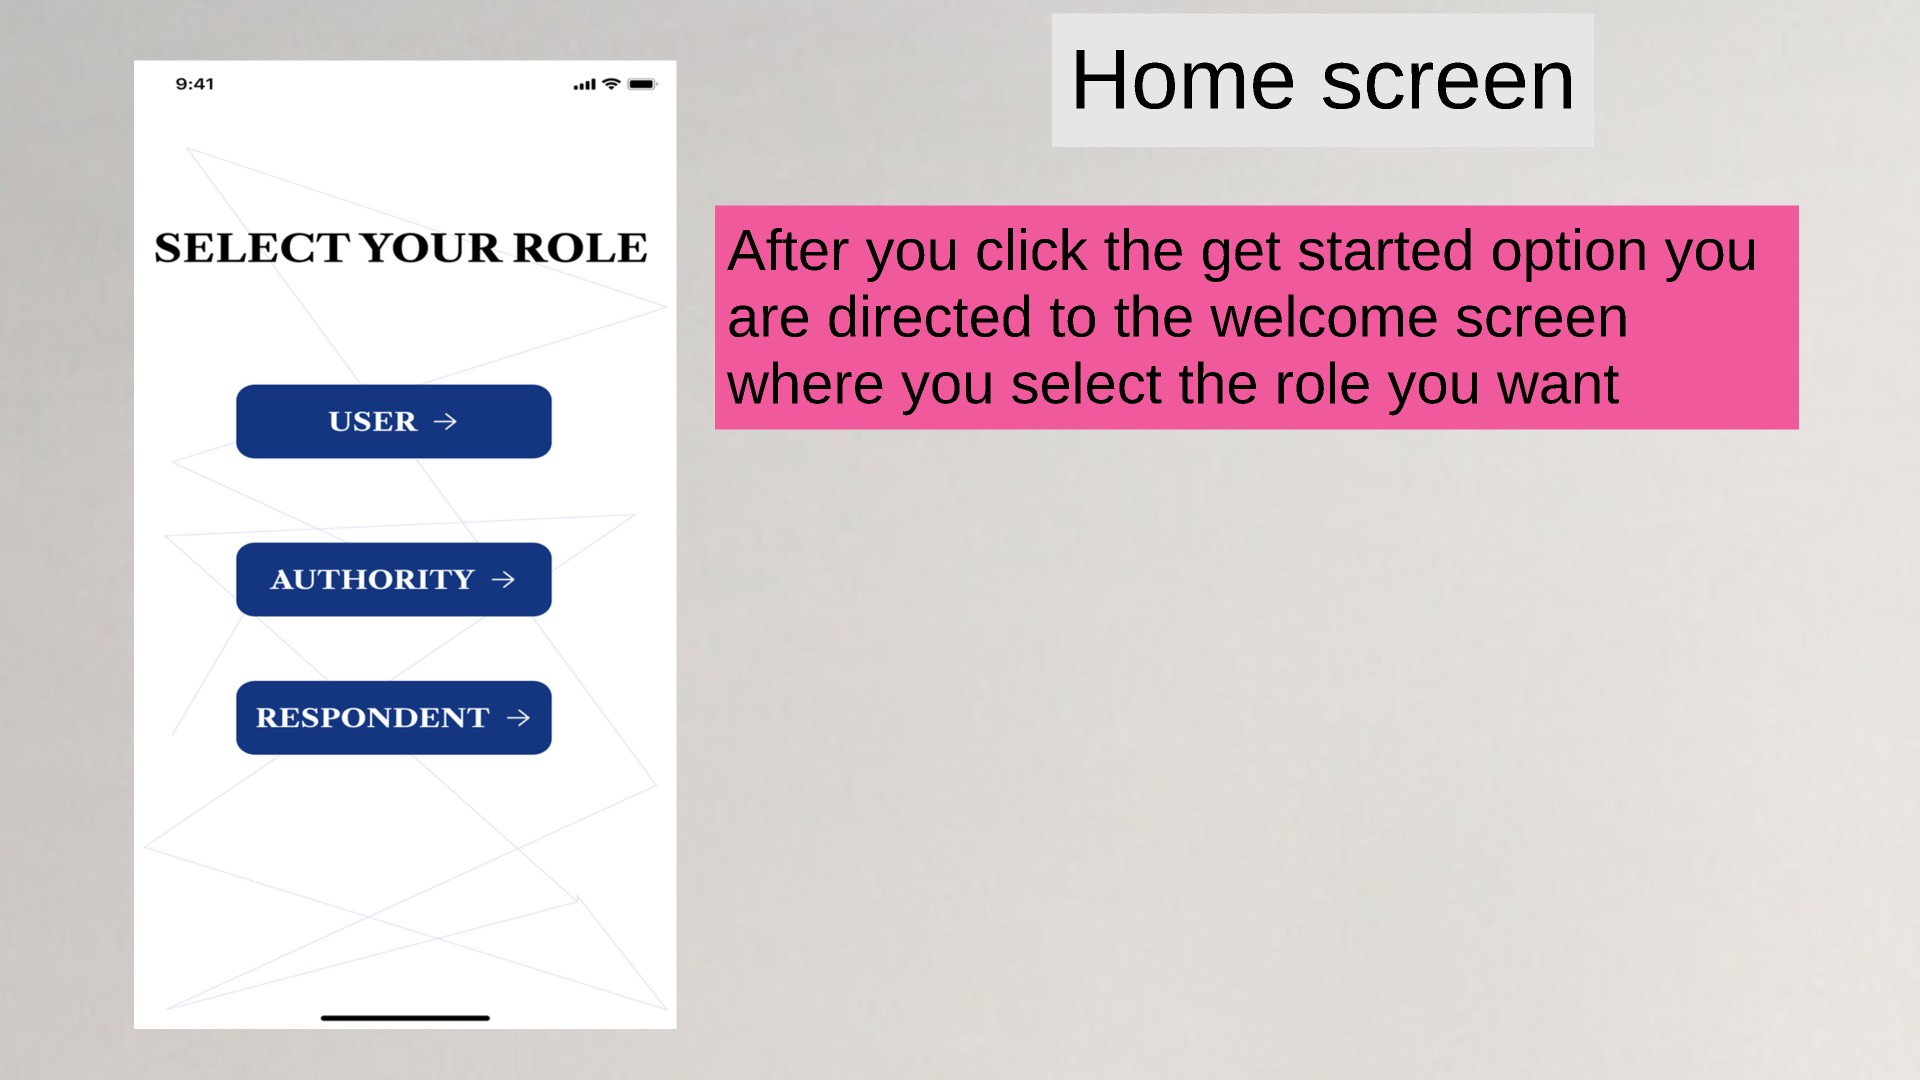 Home screen
9:41
SELECT YOUR ROLE
USER →
AUTHORITY →
RESPONDENT →
After you click the get started option you
are directed to the welcome screen
where you select the role you want